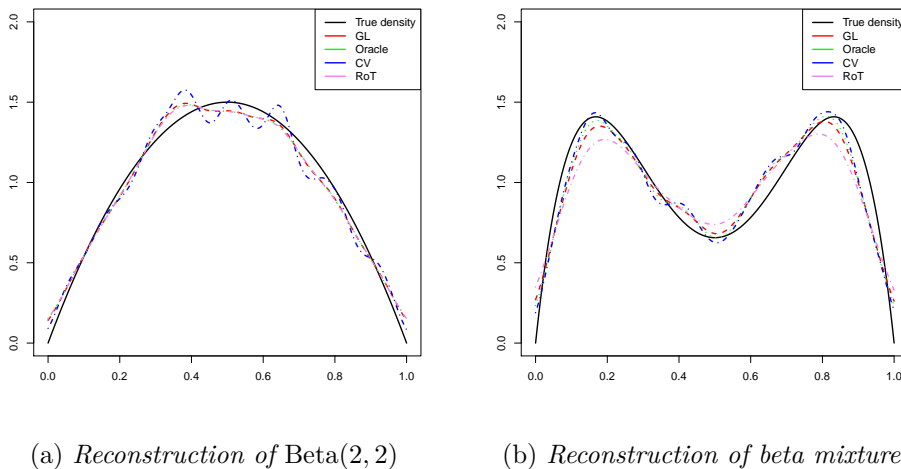 True density
GL
Oracle
CV
RoT
2.0
1.5
1.0
0.5
0.0
0.0 0.2 0.4 0.6 0.8 1.0
True density
GL
Oracle
CV
RoT
2.0
1.5
1.0
0.5
0.0
0.0 0.2 0.4 0.6 0.8 1.0
(a) Reconstruction of Beta(2, 2)
(b) Reconstruction of beta mixture